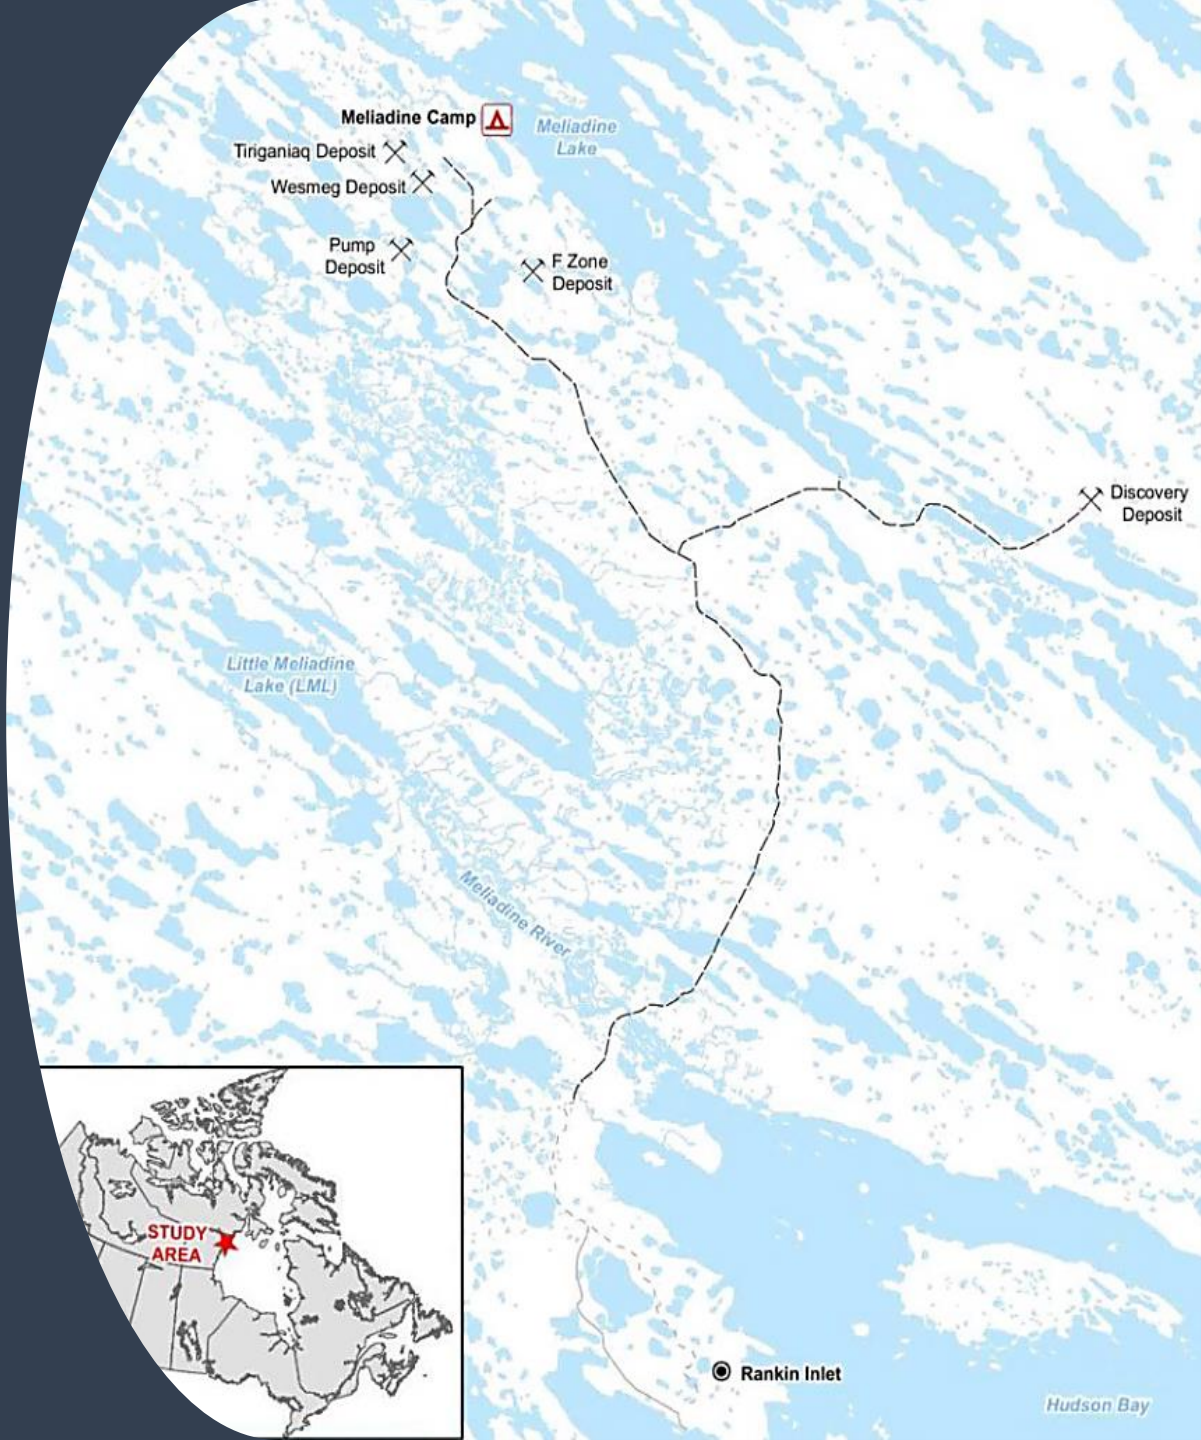 Meliadine Camp
Meliadine
Lake
Tiriganiaq Deposit
Wesmeg Deposit
Pump
Deposit
F Zone
Deposit
Discovery
Deposit
Little Meliadine
Lake (LML)
Meliadine River
STUDY
AREA
Rankin Inlet
Hudson Bay